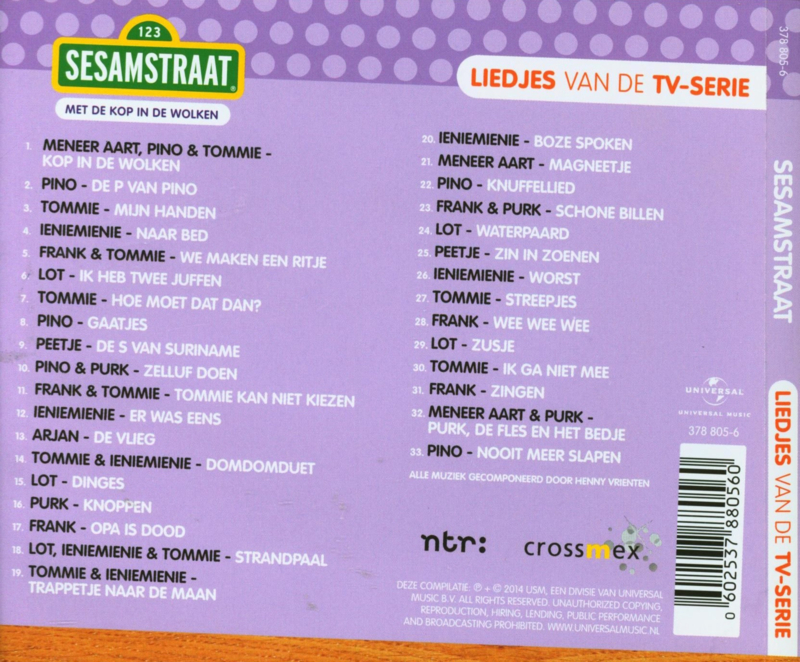 123
SESAMSTRAAT®
MET DE KOP IN DE WOLKEN
LIEDJES VAN DE TV-SERIE
1. MENEER AART, PINO & TOMMIE -
KOP IN DE WOLKEN
2. PINO - DE P VAN PINO
3. TOMMIE - MIJN HANDEN
4. IENIEMIENIE - NAAR BED
5. FRANK & TOMMIE - WE MAKEN EEN RITJE
6. LOT - IK HEB TWEE JUFFEN
7. TOMMIE - HOE MOET DAT DAN?
8. PINO - GAATJES
9. PEETJE - DE S VAN SURINAME
10. PINO & PURK - ZELLUF DOEN
11. FRANK & TOMMIE - TOMMIE KAN NIET KIEZEN
12. IENIEMIENIE - ER WAS EENS
13. ARJAN - DE VLIEG
14. TOMMIE & IENIEMIENIE - DOMDOMDUET
15. LOT - DINGES
16. PURK - KNOPPEN
17. FRANK - OPA IS DOOD
18. LOT, IENIEMIENIE & TOMMIE - STRANDPAAL
19. TOMMIE & IENIEMIENIE -
TRAPPETJE NAAR DE MAAN
20. IENIEMIENIE - BOZE SPOKEN
21. MENEER AART - MAGNEETJE
22. PINO - KNUFFELLIED
23. FRANK & PURK - SCHONE BILLEN
24. LOT - WATERPAARD
25. PEETJE - ZIN IN ZOENEN
26. IENIEMIENIE - WORST
27. TOMMIE - STREEPJES
28. FRANK - WEE WEE WEE
29. LOT - ZUSJE
30. TOMMIE - IK GA NIET MEE
31. FRANK - ZINGEN
32. MENEER AART & PURK -
PURK, DE FLES EN HET BEDJE
33. PINO - NOOIT MEER SLAPEN
ALLE MUZIEK GECOMPONEERD DOOR HENNY VRIENTEN
ntr:
crossmex
DEZE COMPILATIE: ℗ + © 2014 USM, EEN DIVISIE VAN UNIVERSAL
MUSIC B.V. ALL RIGHTS RESERVED. UNAUTHORIZED COPYING,
REPRODUCTION, HIRING, LENDING, PUBLIC PERFORMANCE
AND BROADCASTING PROHIBITED. WWW.UNIVERSALMUSIC.NL
UNIVERSAL
UNIVERSAL MUSIC
378 805-6
0 602537 880560
378 805-6
SESAMSTRAAT
LIEDJES VAN DE TV-SERIE